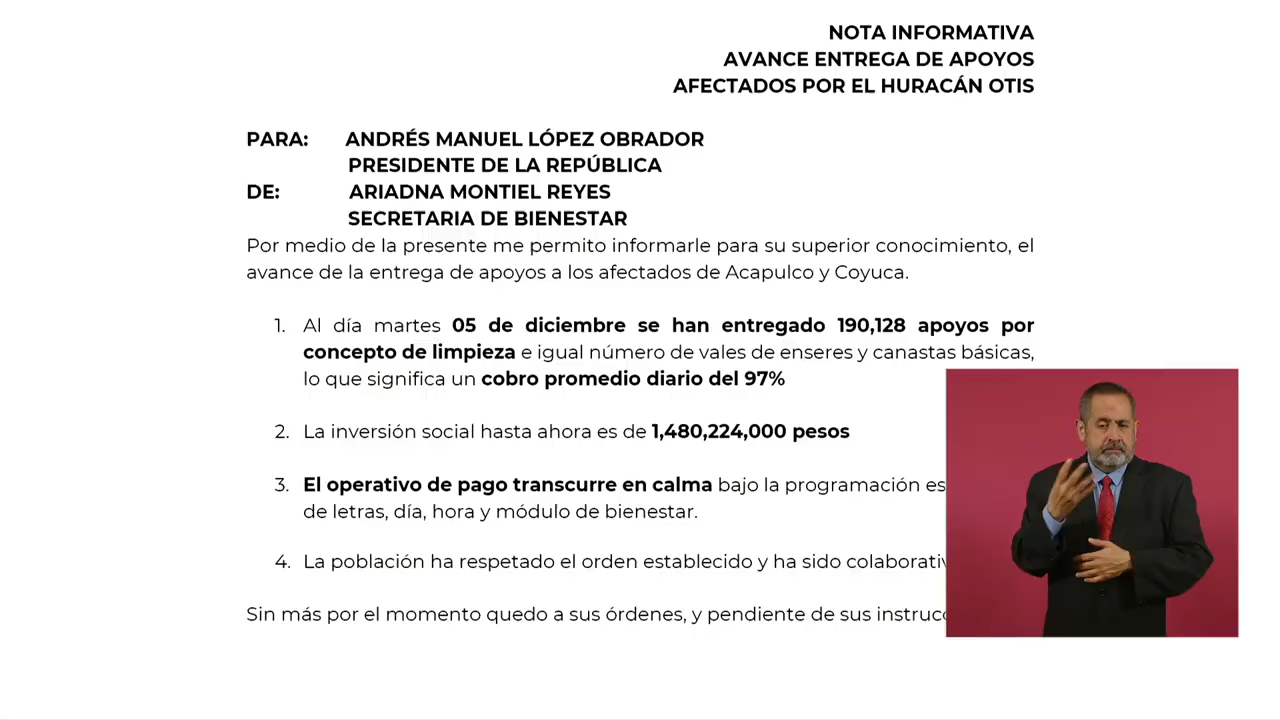 NOTA INFORMATIVA
AVANCE ENTREGA DE APOYOS
AFECTADOS POR EL HURACÁN OTIS
PARA: ANDRÉS MANUEL LÓPEZ OBRADOR
PRESIDENTE DE LA REPÚBLICA
DE: ARIADNA MONTIEL REYES
SECRETARIA DE BIENESTAR
Por medio de la presente me permito informarle para su superior conocimiento, el
avance de la entrega de apoyos a los afectados de Acapulco y Coyuca.
1. Al día martes 05 de diciembre se han entregado 190,128 apoyos por
concepto de limpieza e igual número de vales de enseres y canastas básicas,
lo que significa un cobro promedio diario del 97%
2. La inversión social hasta ahora es de 1,480,224,000 pesos
3. El operativo de pago transcurre en calma bajo la programación
de letras, día, hora y módulo de bienestar.
4. La población ha respetado el orden establecido y ha sido
Sin más por el momento quedo a sus órdenes, y pendiente de sus